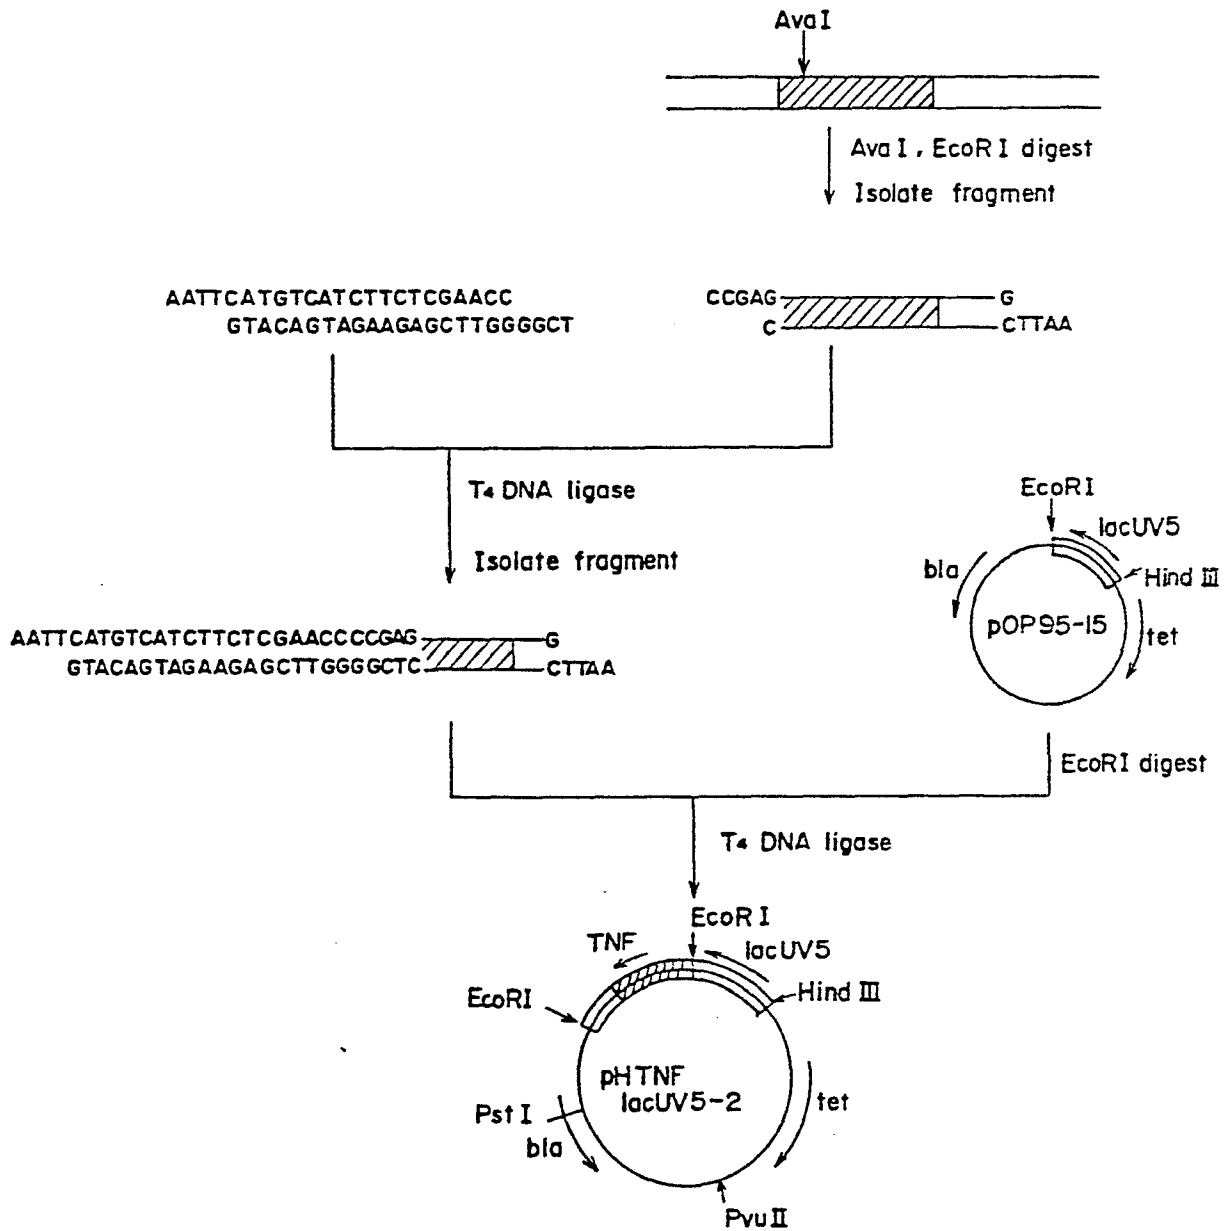 AvaI
AvaI, EcoRI digest
Isolate fragment
AATTCATGTCATCTTCTCGAACC
GTACAGTAGAAGAGCTTGGGGCT
CCGAG
G
C
CTTAA
T4 DNA ligase
Isolate fragment
EcoRI
lacUV5
bla
Hind III
pOP95-15
tet
AATTCATGTCATCTTCTCGAACCCCGAG
G
GTACAGTAGAAGAGCTTGGGGCTC
CTTAA
EcoRI digest
T4 DNA ligase
EcoRI
TNF
lacUV5
EcoRI
Hind III
pHTNF
lacUV5-2
PstI
tet
bla
PvuII